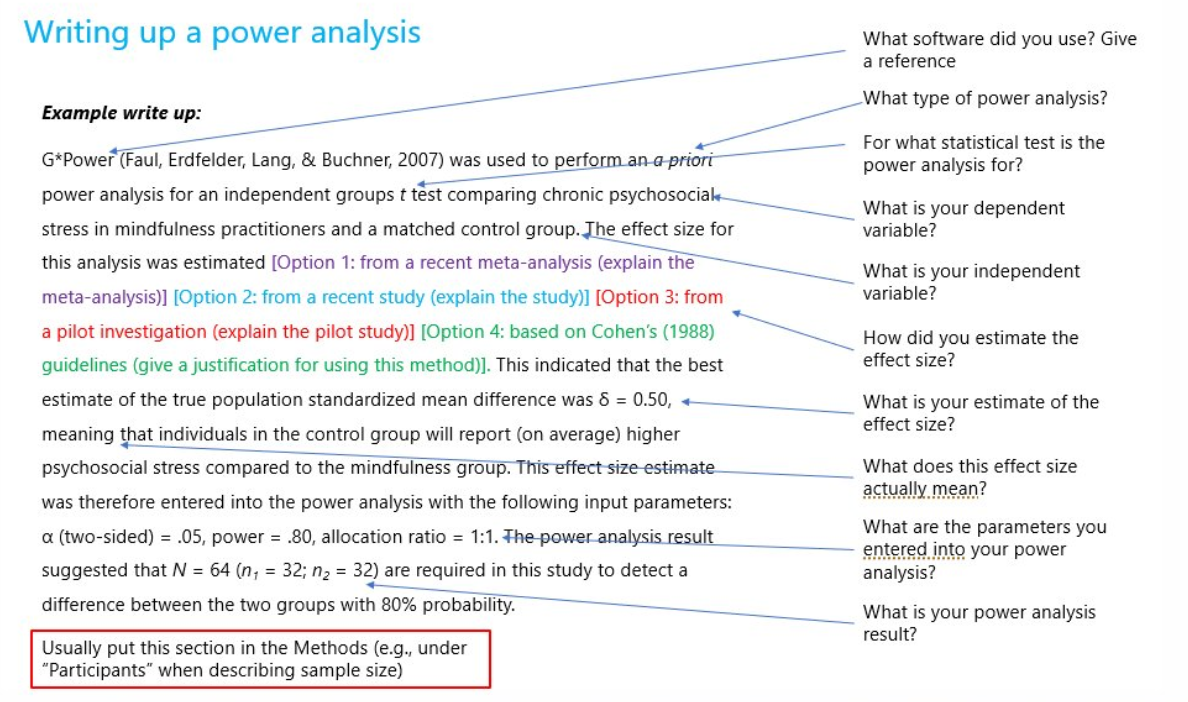 Writing up a power analysis
Example write up:
G*Power (Faul, Erdfelder, Lang, & Buchner, 2007) was used to perform an a priori
power analysis for an independent groups t test comparing chronic psychosocial
stress in mindfulness practitioners and a matched control group. The effect size for
this analysis was estimated [Option 1: from a recent meta-analysis (explain the
meta-analysis)] [Option 2: from a recent study (explain the study)] [Option 3: from
a pilot investigation (explain the pilot study)] [Option 4: based on Cohen's (1988)
guidelines (give a justification for using this method)]. This indicated that the best
estimate of the true population standardized mean difference was δ = 0.50,
meaning that individuals in the control group will report (on average) higher
psychosocial stress compared to the mindfulness group. This effect size estimate
was therefore entered into the power analysis with the following input parameters:
α (two-sided) = .05, power = .80, allocation ratio = 1:1. The power analysis result
suggested that N = 64 (n1 = 32; n2 = 32) are required in this study to detect a
difference between the two groups with 80% probability.
Usually put this section in the Methods (e.g., under
"Participants" when describing sample size)
What software did you use? Give
a reference
What type of power analysis?
For what statistical test is the
power analysis for?
What is your dependent
variable?
What is your independent
variable?
How did you estimate the
effect size?
What is your estimate of the
effect size?
What does this effect size
actually mean?
What are the parameters you
entered into your power
analysis?
What is your power analysis
result?